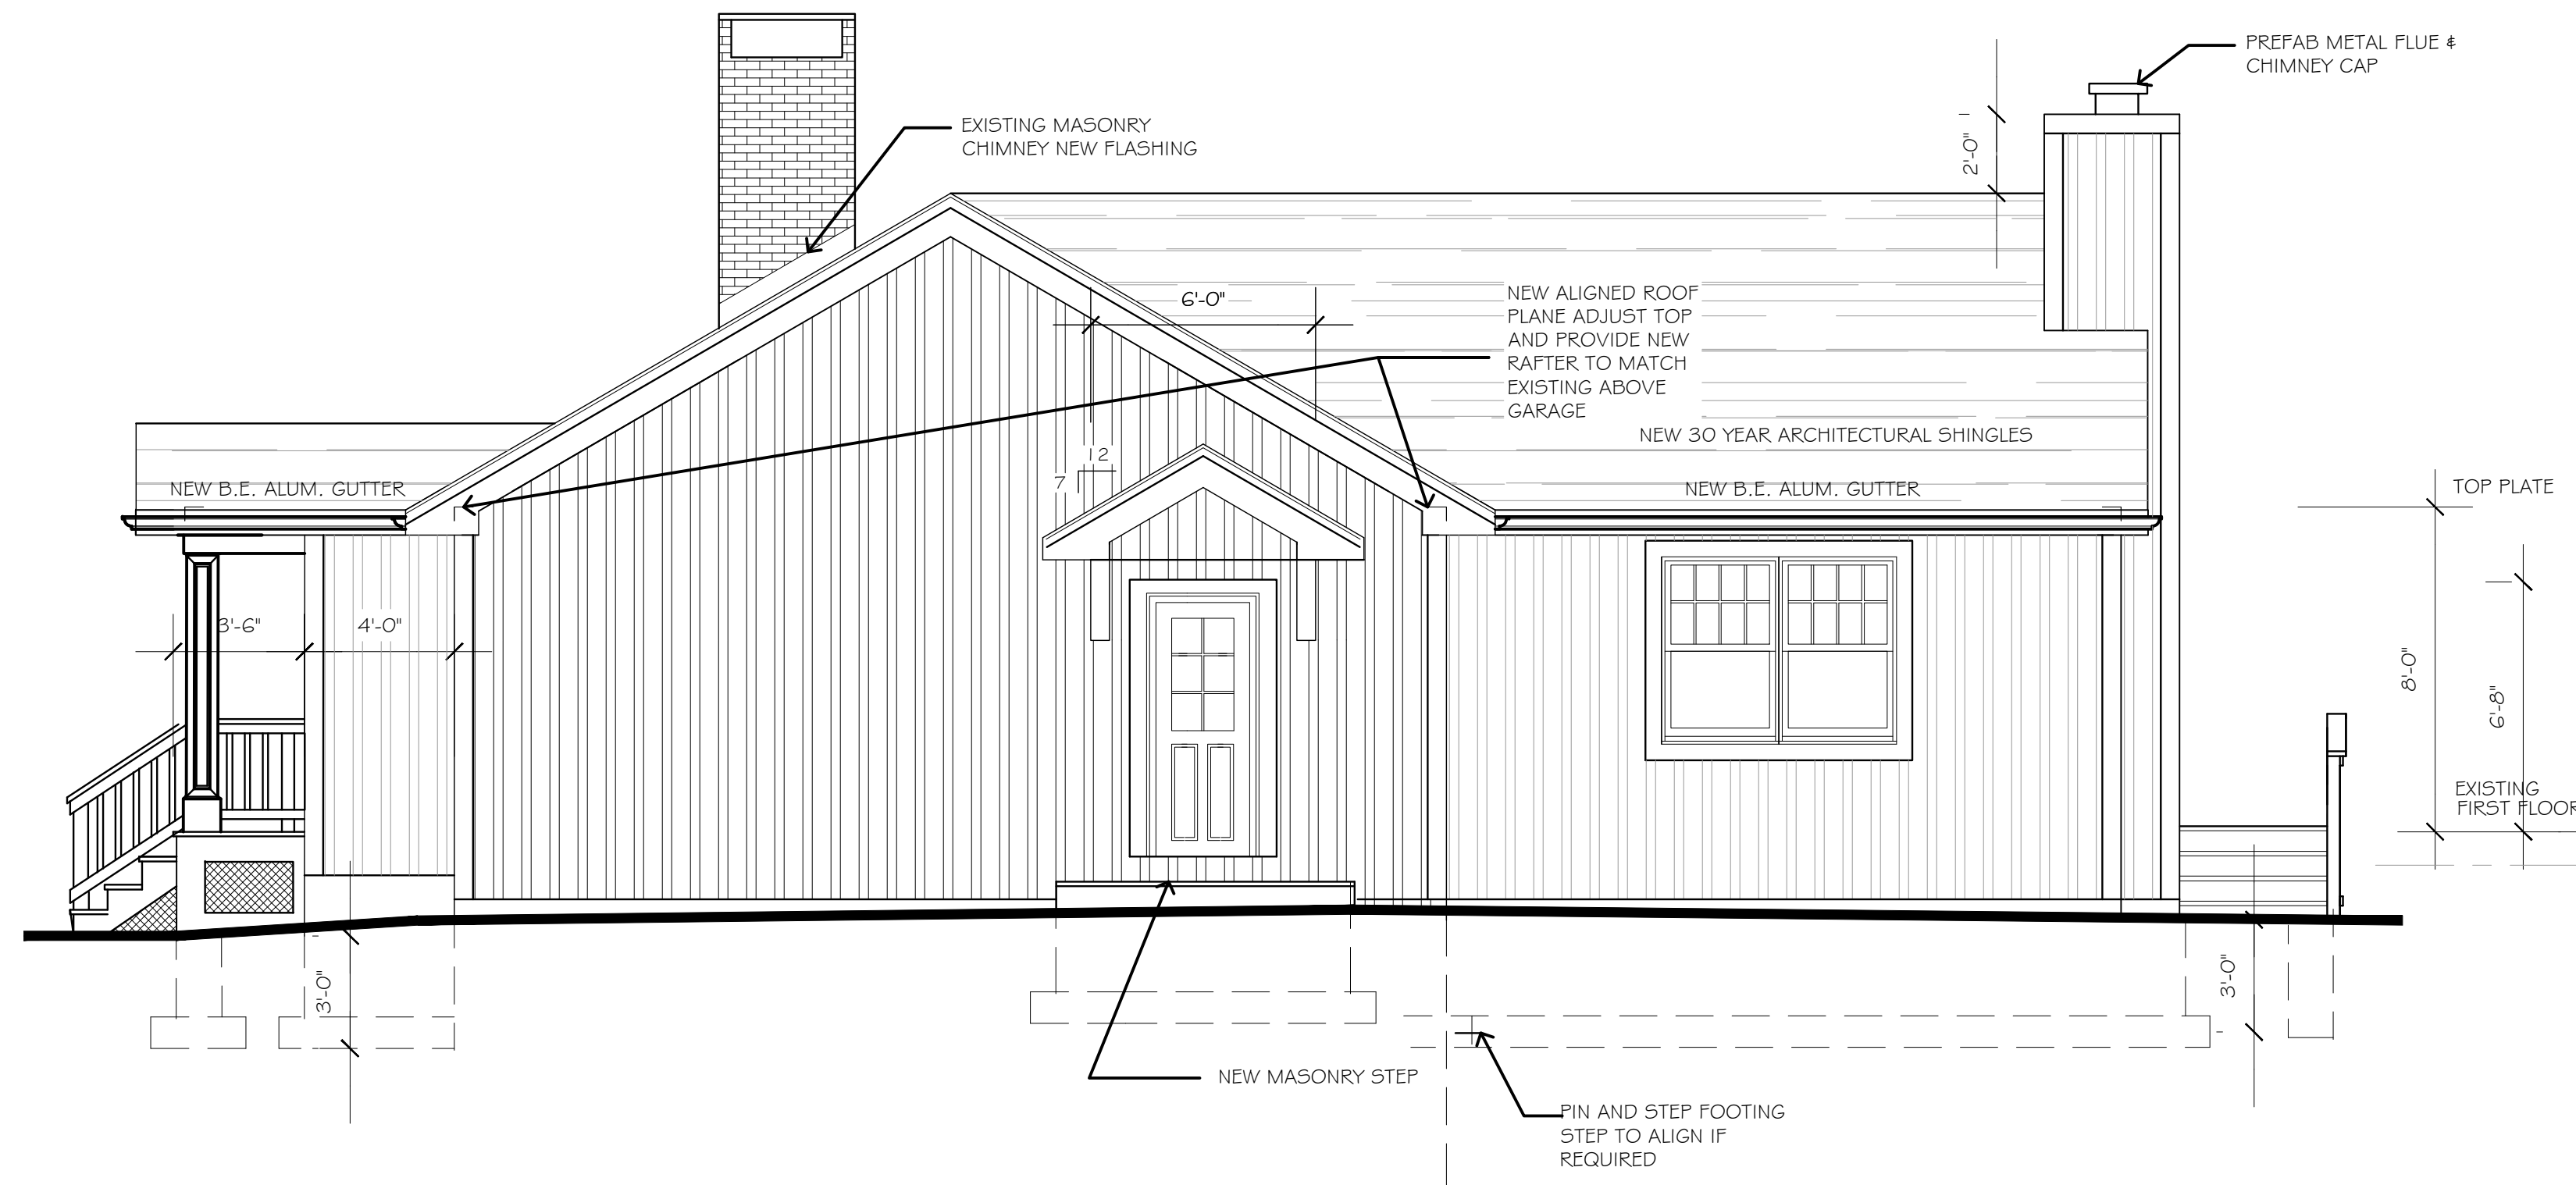 PREFAB METAL FLUE &
CHIMNEY CAP
EXISTING MASONRY
CHIMNEY NEW FLASHING
2'-0"
6'-0"
NEW ALIGNED ROOF
PLANE ADJUST TOP
AND PROVIDE NEW
RAFTER TO MATCH
EXISTING ABOVE
GARAGE
NEW 30 YEAR ARCHITECTURAL SHINGLES
12
7
NEW B.E. ALUM. GUTTER
NEW B.E. ALUM. GUTTER
TOP PLATE
3'-6"
4'-0"
8'-0"
6'-8"
EXISTING
FIRST FLOOR
3'-0"
3'-0"
NEW MASONRY STEP
PIN AND STEP FOOTING
STEP TO ALIGN IF
REQUIRED